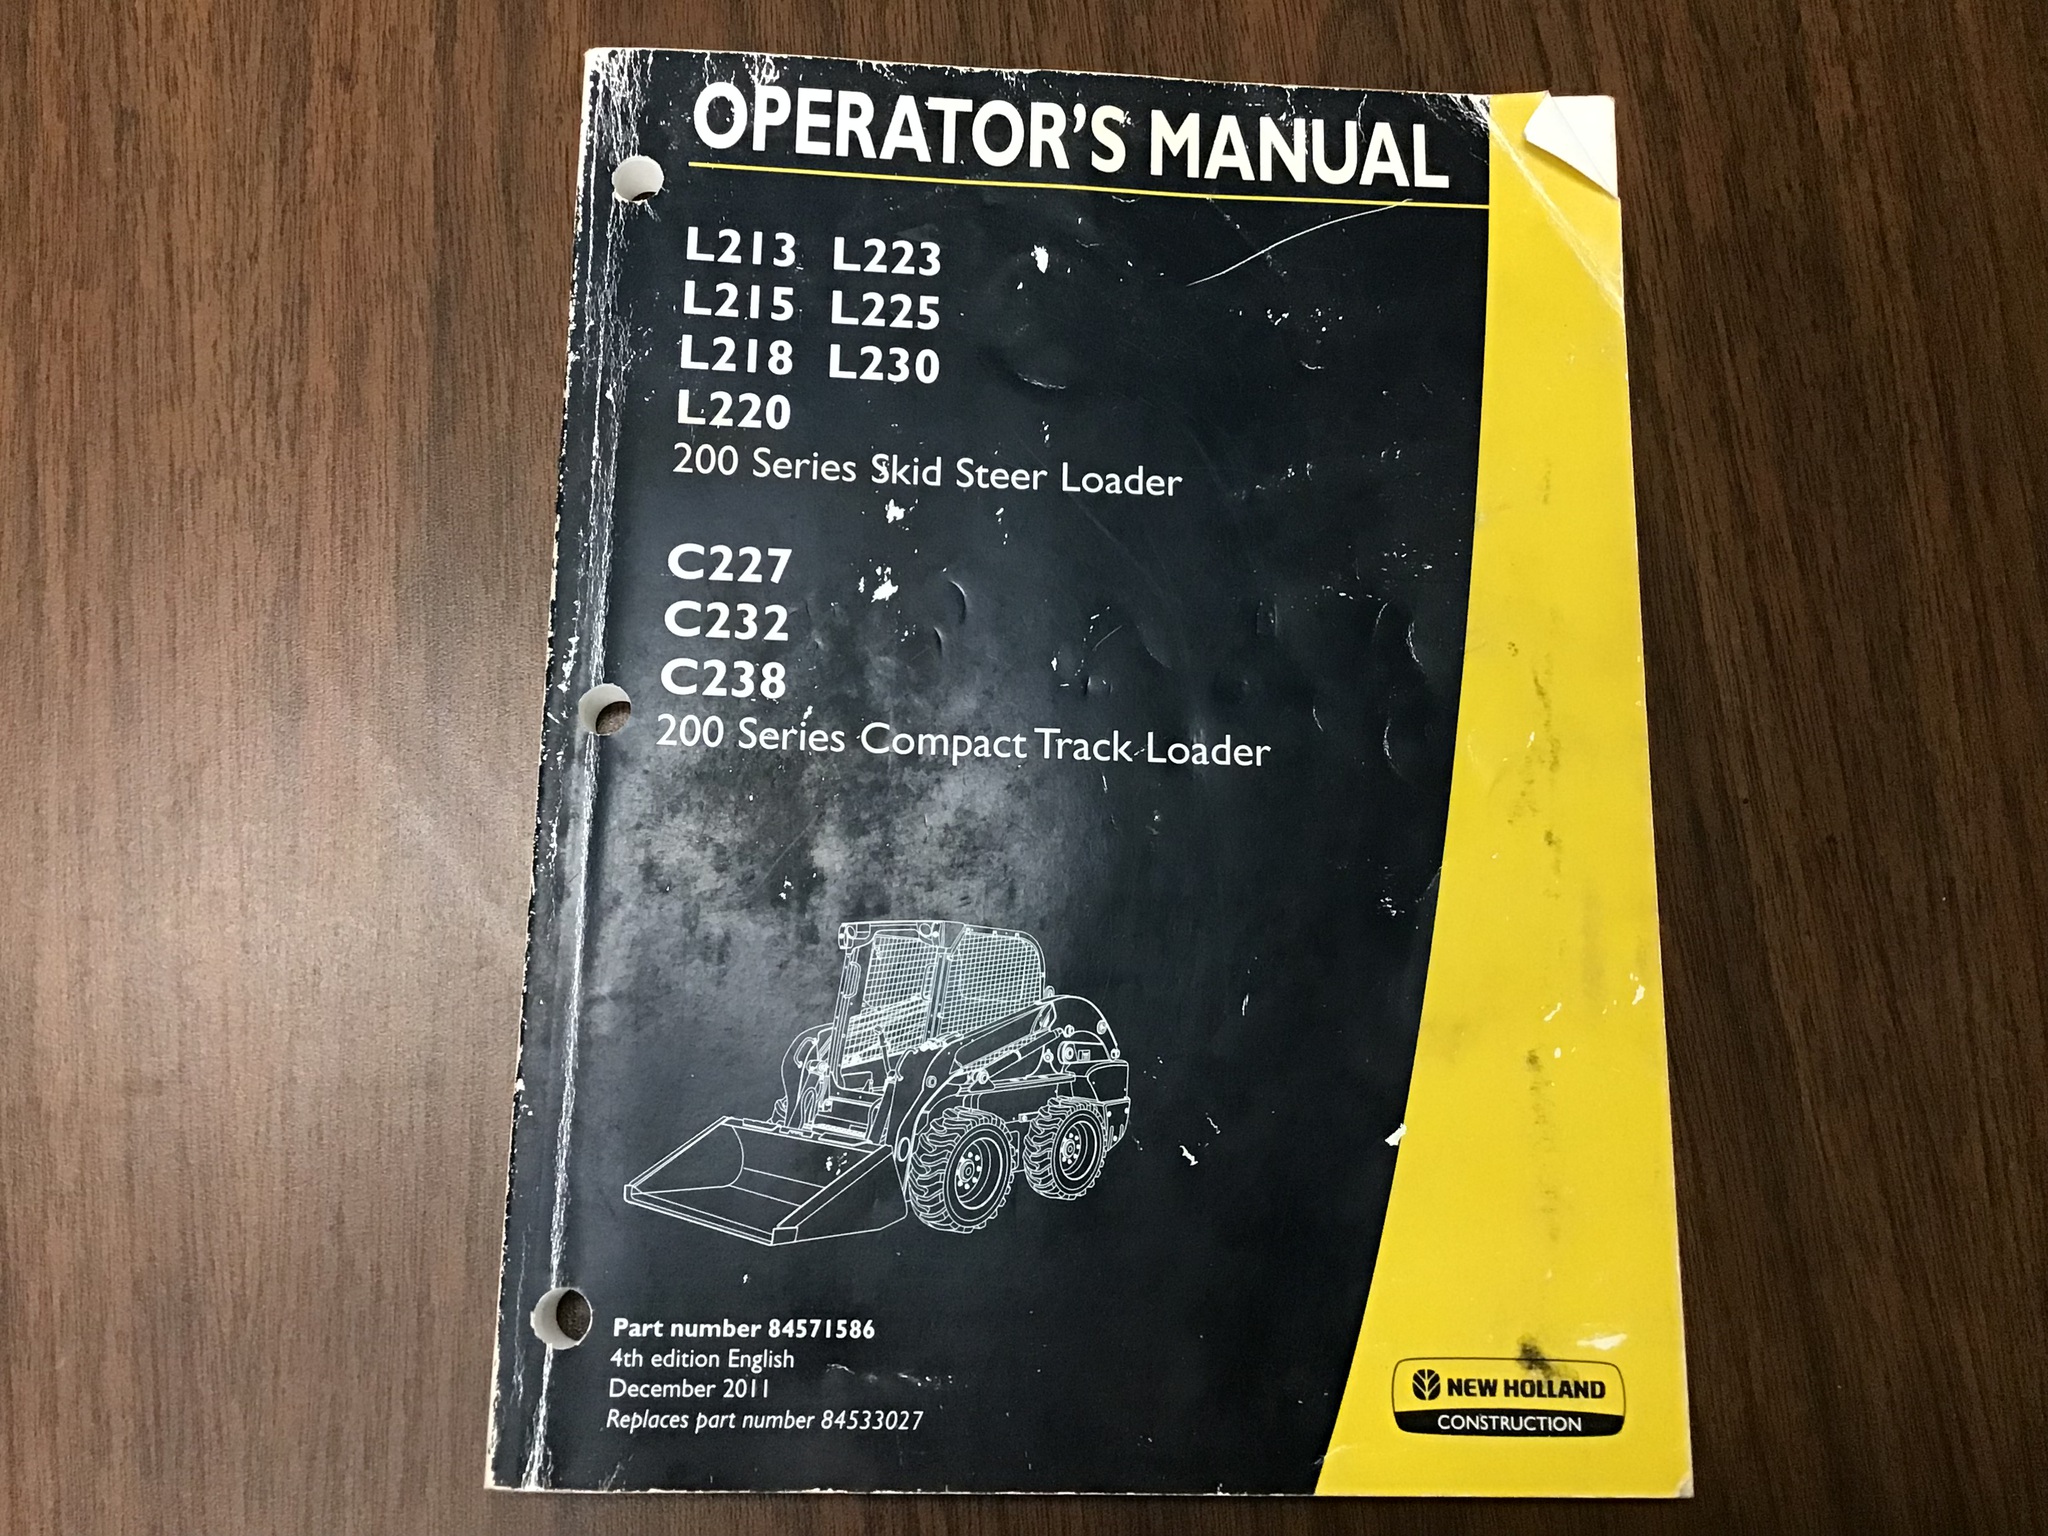 OPERATOR'S MANUAL
L213 L223
L215 L225
L218 L230
L220
200 Series Skid Steer Loader
C227
C232
C238
200 Series Compact Track Loader
Part number 84571586
4th edition English
December 2011
Replaces part number 84533027
NEW HOLLAND
CONSTRUCTION